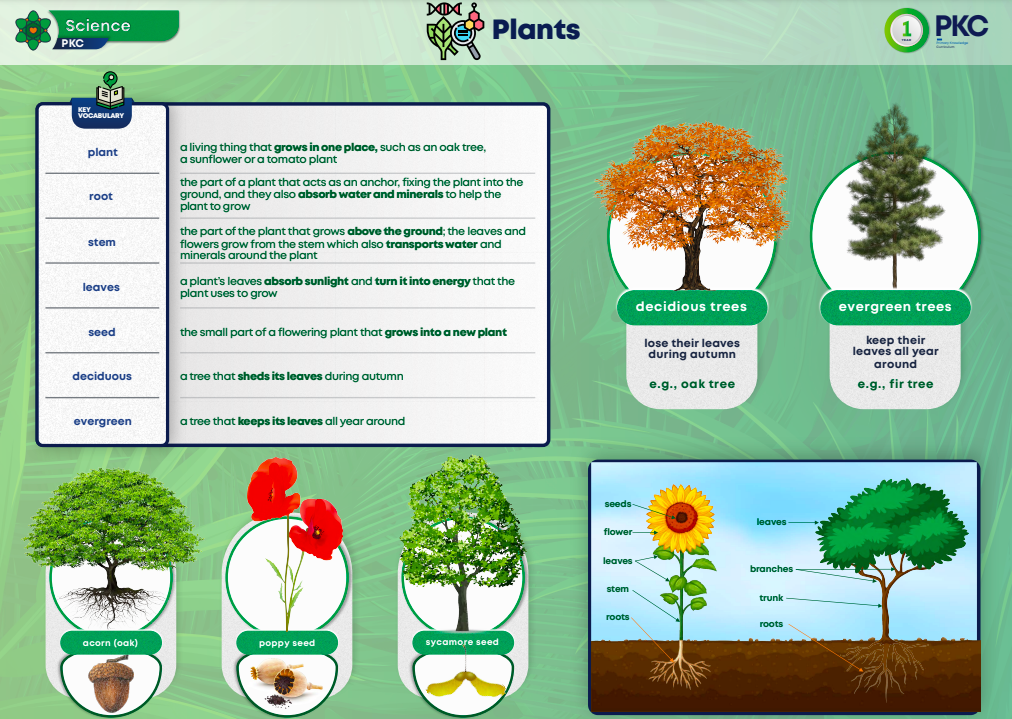 Science
PKC
Plants
1
YEAR
PKC
Primary Knowledge
Curriculum
KEY
VOCABULARY
plant
a living thing that grows in one place, such as an oak tree,
a sunflower or a tomato plant
root
the part of a plant that acts as an anchor, fixing the plant into the
ground, and they also absorb water and minerals to help the
plant to grow
stem
the part of the plant that grows above the ground; the leaves and
flowers grow from the stem which also transports water and
minerals around the plant
leaves
a plant's leaves absorb sunlight and turn it into energy that the
plant uses to grow
seed
the small part of a flowering plant that grows into a new plant
deciduous
a tree that sheds its leaves during autumn
evergreen
a tree that keeps its leaves all year around
decidious trees
lose their leaves
during autumn
e.g., oak tree
evergreen trees
keep their
leaves all year
around
e.g., fir tree
acorn (oak)
poppy seed
sycamore seed
seeds
flower
leaves
stem
roots
leaves
branches
trunk
roots